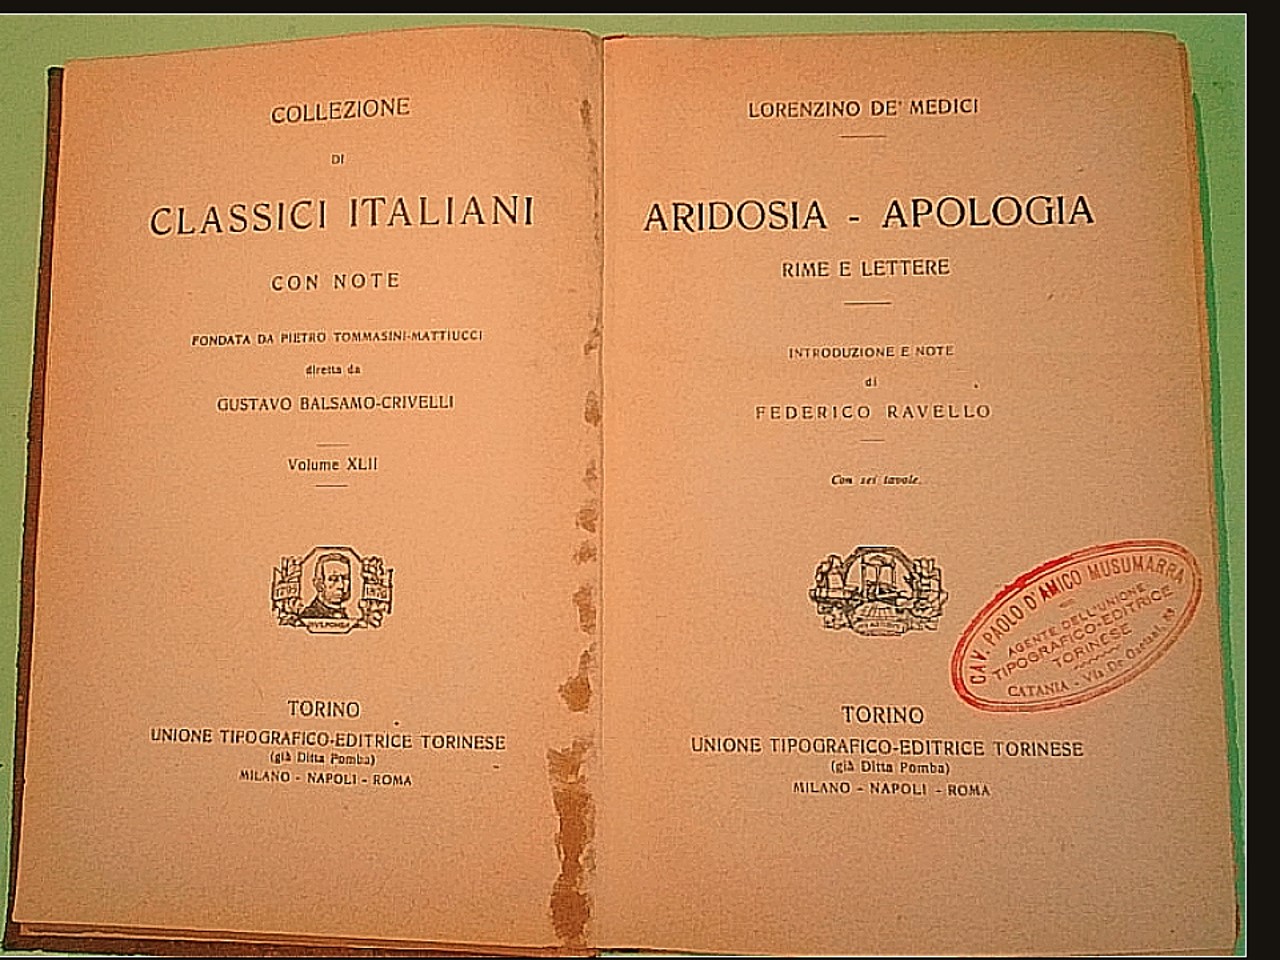 COLLEZIONE
DI
CLASSICI ITALIANI
CON NOTE
FONDATA DA PIETRO TOMMASINI-MATTIUCCI
diretta da
GUSTAVO BALSAMO-CRIVELLI
Volume XLII
TORINO
UNIONE TIPOGRAFICO-EDITRICE TORINESE
(già Ditta Pomba)
MILANO - NAPOLI - ROMA
LORENZINO DE' MEDICI
ARIDOSIA - APOLOGIA
RIME E LETTERE
INTRODUZIONE E NOTE
di
FEDERICO RAVELLO
Con sei tavole.
CAV. PAOLO D'AMICO MUSUMARRA
AGENTE DELL'UNIONE
TIPOGRAFICO-EDITRICE
TORINESE
CATANIA - Via De
TORINO
UNIONE TIPOGRAFICO-EDITRICE TORINESE
(già Ditta Pomba)
MILANO - NAPOLI - ROMA